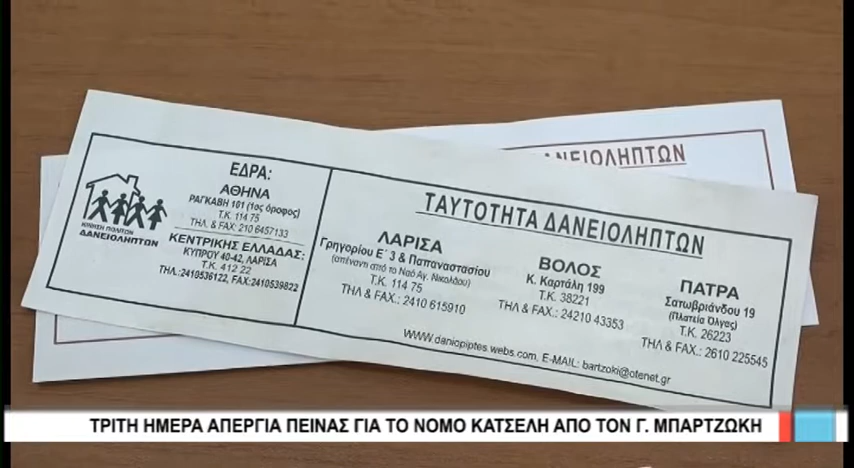 ΔΑΝΕΙΟΛΗΠΤΩΝ
ΕΔΡΑ:
ΑΘΗΝΑ
ΡΑΓΚΑΒΗ 101 (1ος όροφος)
Τ.Κ. 114 75
ΤΗΛ. & FAX: 210 6457133
ΚΕΝΤΡΙΚΗΣ ΕΛΛΑΔΑΣ:
ΚΥΠΡΟΥ 40-42, ΛΑΡΙΣΑ
Τ.Κ. 412 22
ΤΗΛ.:2410536122, FAX:2410539822
ΚΙΝΗΣΗ ΠΟΛΙΤΩΝ
ΔΑΝΕΙΟΛΗΠΤΩΝ
ΤΑΥΤΟΤΗΤΑ ΔΑΝΕΙΟΛΗΠΤΩΝ
ΛΑΡΙΣΑ
Γρηγορίου Ε΄ 3 & Παπαναστασίου
(απέναντι από το Ναό Αγ. Νικολάου)
Τ.Κ. 114 75
ΤΗΛ & FAX.: 2410 615910
ΒΟΛΟΣ
Κ. Καρτάλη 199
Τ.Κ. 38221
ΤΗΛ & FAX.: 24210 43353
ΠΑΤΡΑ
Σατωβριάνδου 19
(Πλατεία Όλγας)
Τ.Κ. 26223
ΤΗΛ & FAX.: 2610 225545
WWW.daniopiptes.webs.com, E-MAIL: bartzoki@otenet.gr
ΤΡΙΤΗ ΗΜΕΡΑ ΑΠΕΡΓΙΑ ΠΕΙΝΑΣ ΓΙΑ ΤΟ ΝΟΜΟ ΚΑΤΣΕΛΗ ΑΠΟ ΤΟΝ Γ. ΜΠΑΡΤΖΩΚΗ